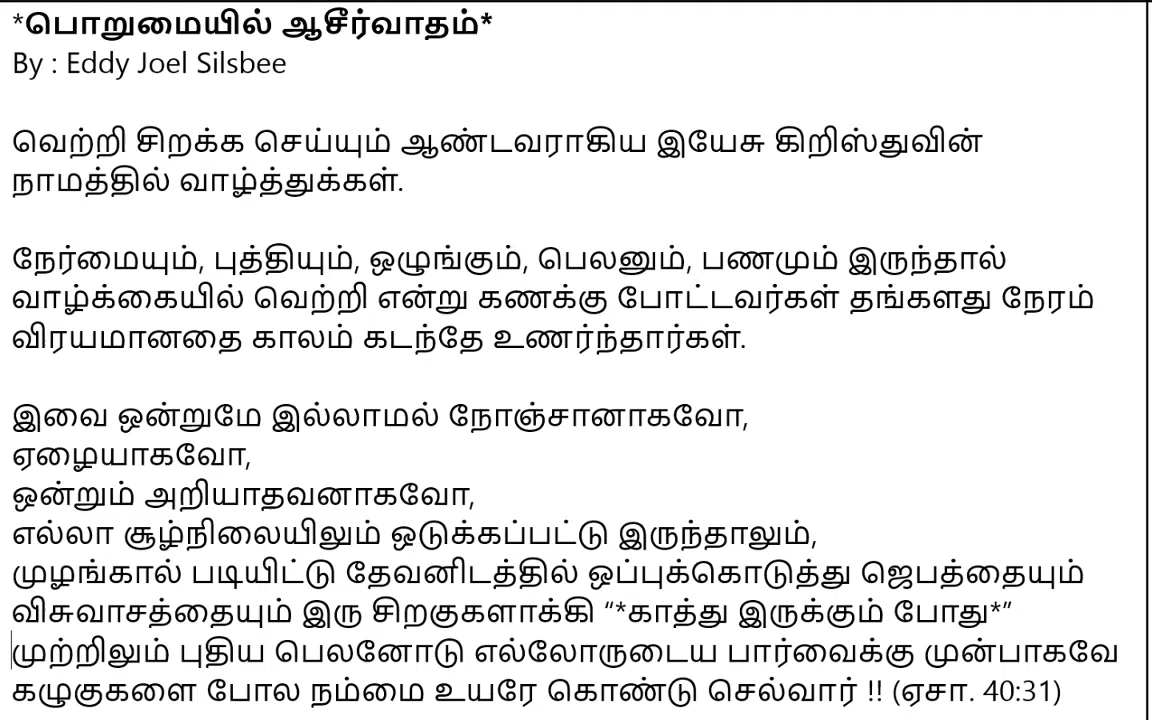 *பொறுமையில் ஆசீர்வாதம்*
By : Eddy Joel Silsbee
வெற்றி சிறக்க செய்யும் ஆண்டவராகிய இயேசு கிறிஸ்துவின்
நாமத்தில் வாழ்த்துக்கள்.
நேர்மையும், புத்தியும், ஒழுங்கும், பெலனும், பணமும் இருந்தால்
வாழ்க்கையில் வெற்றி என்று கணக்கு போட்டவர்கள் தங்களது நேரம்
விரயமானதை காலம் கடந்தே உணர்ந்தார்கள்.
இவை ஒன்றுமே இல்லாமல் நோஞ்சானாகவோ,
ஏழையாகவோ,
ஒன்றும் அறியாதவனாகவோ,
எல்லா சூழ்நிலையிலும் ஒடுக்கப்பட்டு இருந்தாலும்,
முழங்கால் படியிட்டு தேவனிடத்தில் ஒப்புக்கொடுத்து ஜெபத்தையும்
விசுவாசத்தையும் இரு சிறகுகளாக்கி “*காத்து இருக்கும் போது*”
முற்றிலும் புதிய பெலனோடு எல்லோருடைய பார்வைக்கு முன்பாகவே
கழுகுகளை போல நம்மை உயரே கொண்டு செல்வார் !! (ஏசா. 40:31)